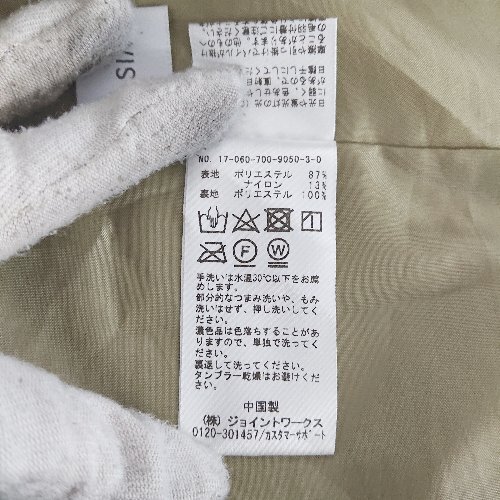 NO. 17-060-700-9050-3-0
表地 ポリエステル 87%
ナイロン 13%
裏地 ポリエステル 100%
F W
手洗いは水温30℃以下をお薦
めします。
部分的なつまみ洗いや、もみ
洗いはせず、押し洗いしてく
ださい。
濃色品は色落ちすることがあ
りますので、単独で洗ってく
ださい。
裏返して洗ってください。
タンブラー乾燥はお避けくだ
さい。
中国製
(株) ジョイントワークス
0120-301457/カスタマーサポート